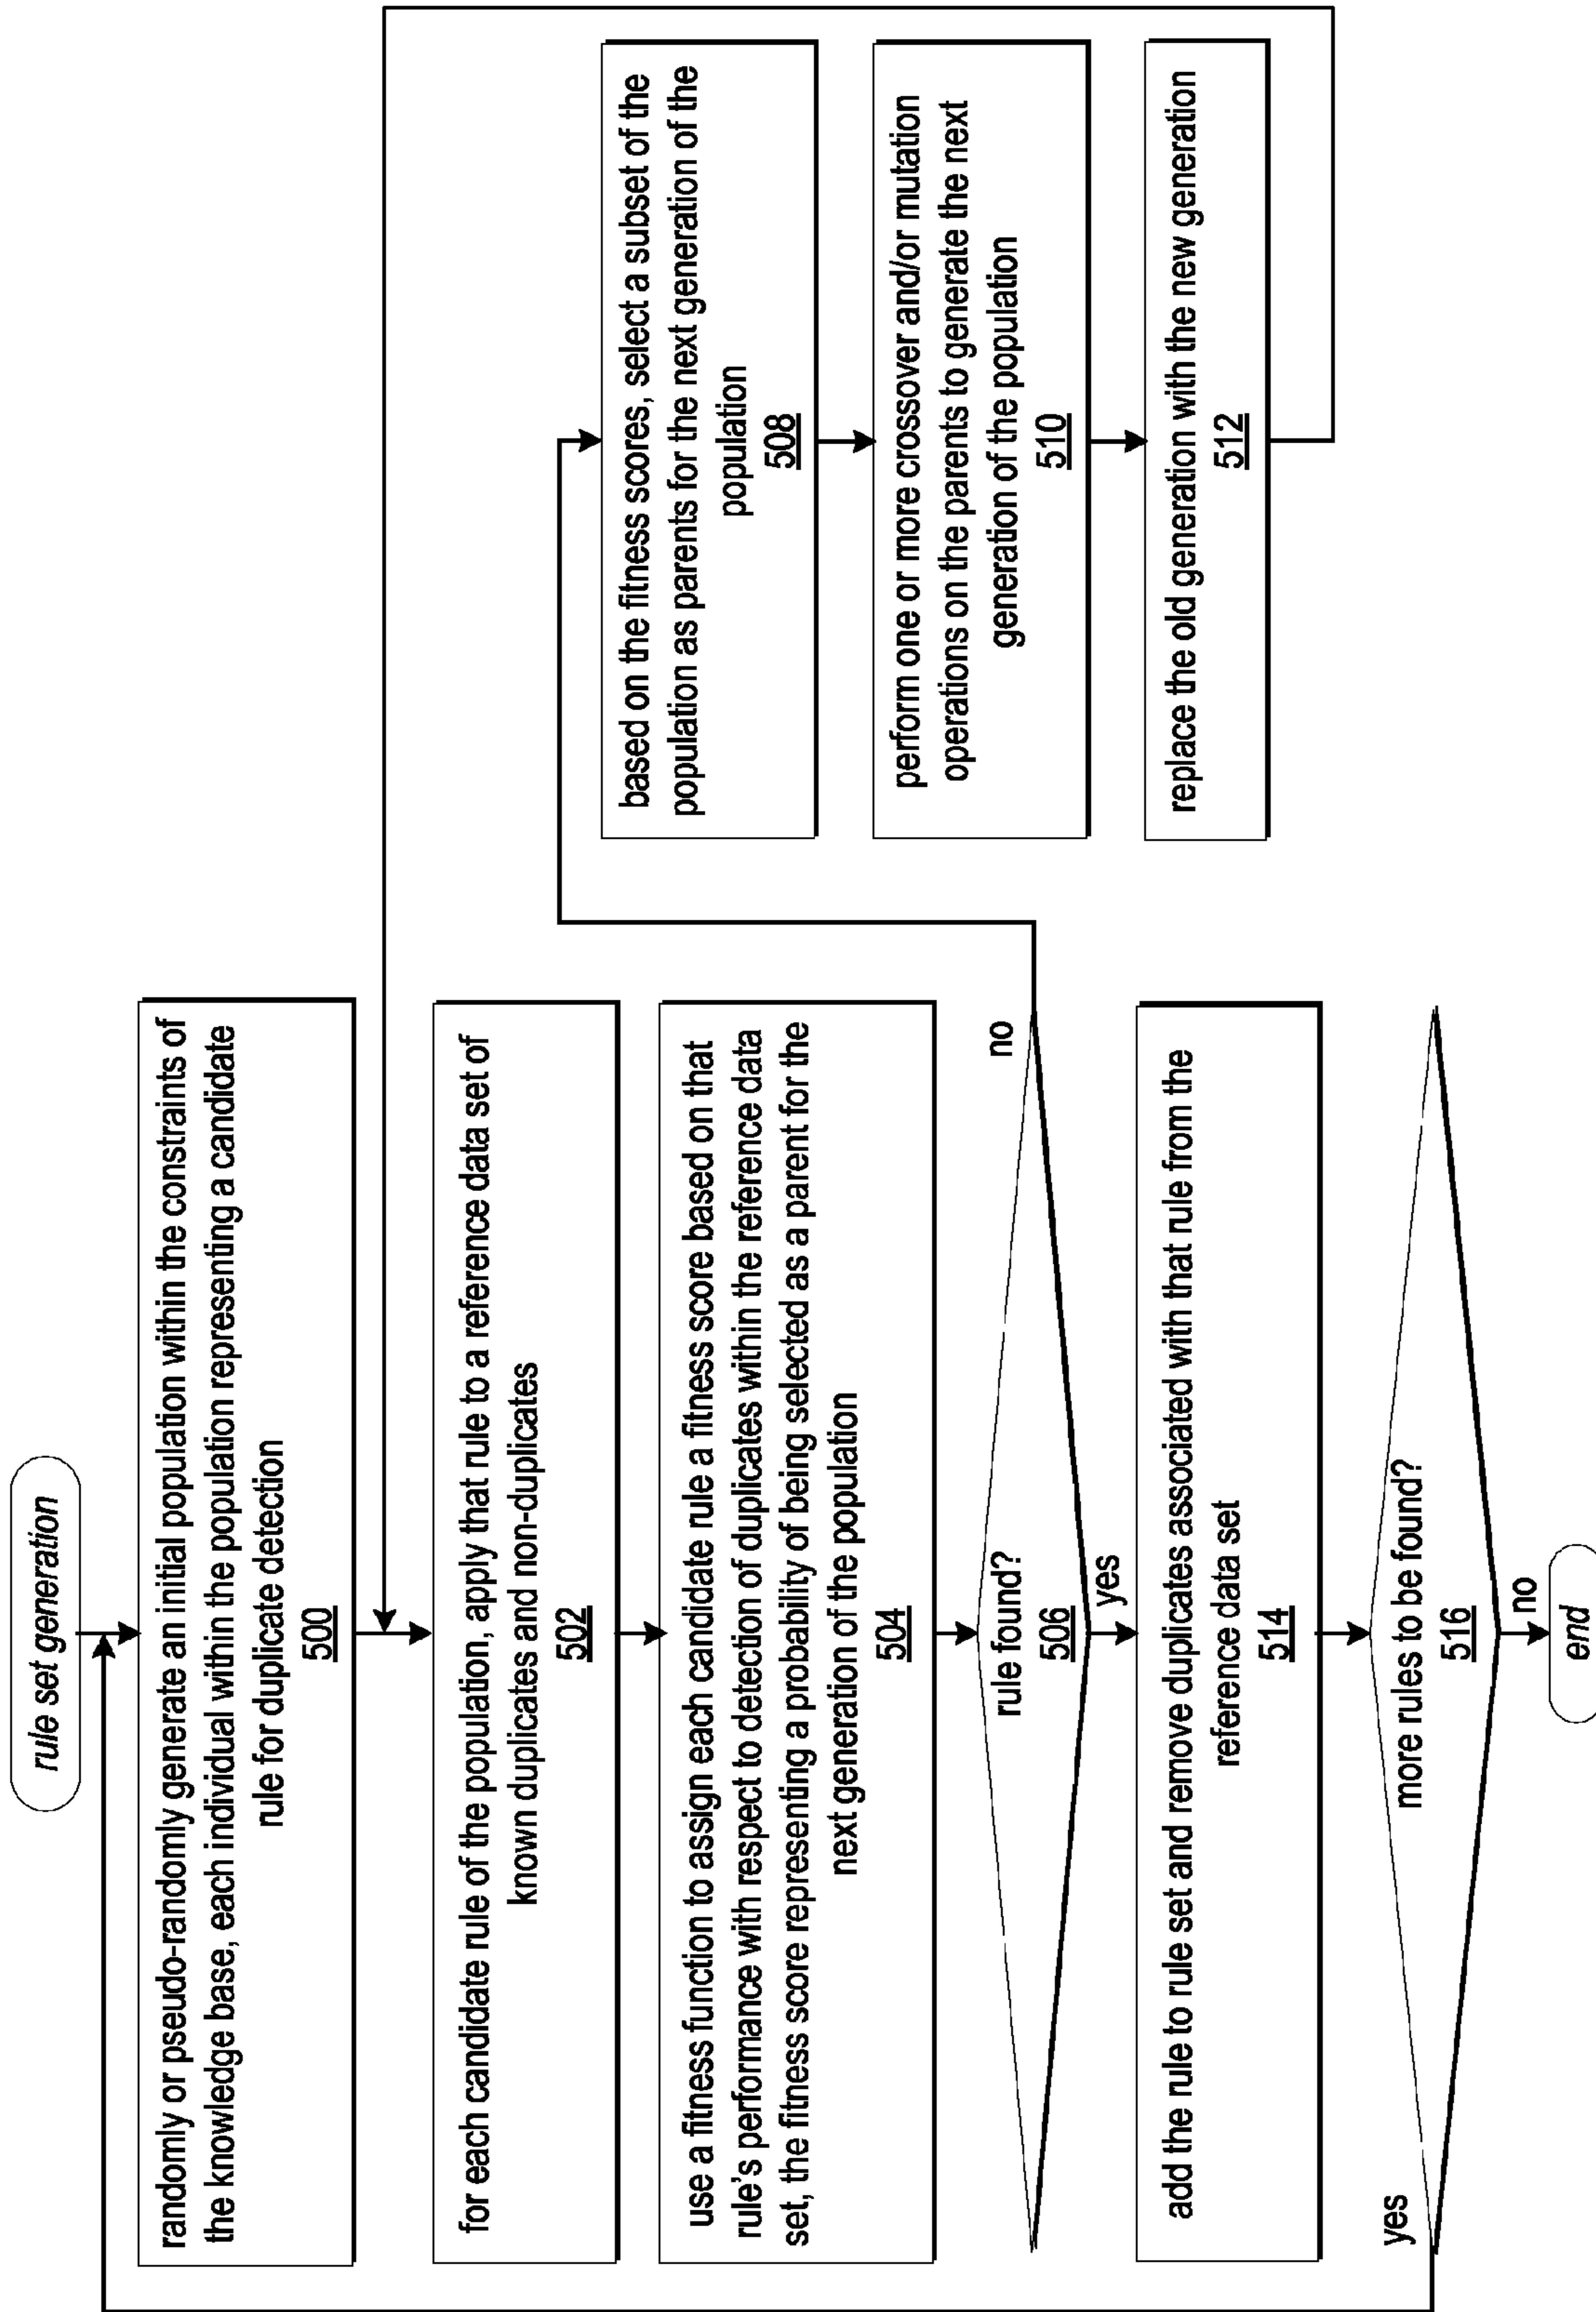 rule set generation
randomly or pseudo-randomly generate an initial population within the constraints of
the knowledge base, each individual within the population representing a candidate
rule for duplicate detection
500
for each candidate rule of the population, apply that rule to a reference data set of
known duplicates and non-duplicates
502
use a fitness function to assign each candidate rule a fitness score based on that
rule's performance with respect to detection of duplicates within the reference data
set, the fitness score representing a probability of being selected as a parent for the
next generation of the population
504
rule found?
506
no
yes
based on the fitness scores, select a subset of the
population as parents for the next generation of the
population
508
perform one or more crossover and/or mutation
operations on the parents to generate the next
generation of the population
510
replace the old generation with the new generation
512
add the rule to rule set and remove duplicates associated with that rule from the
reference data set
514
more rules to be found?
516
yes
no
end